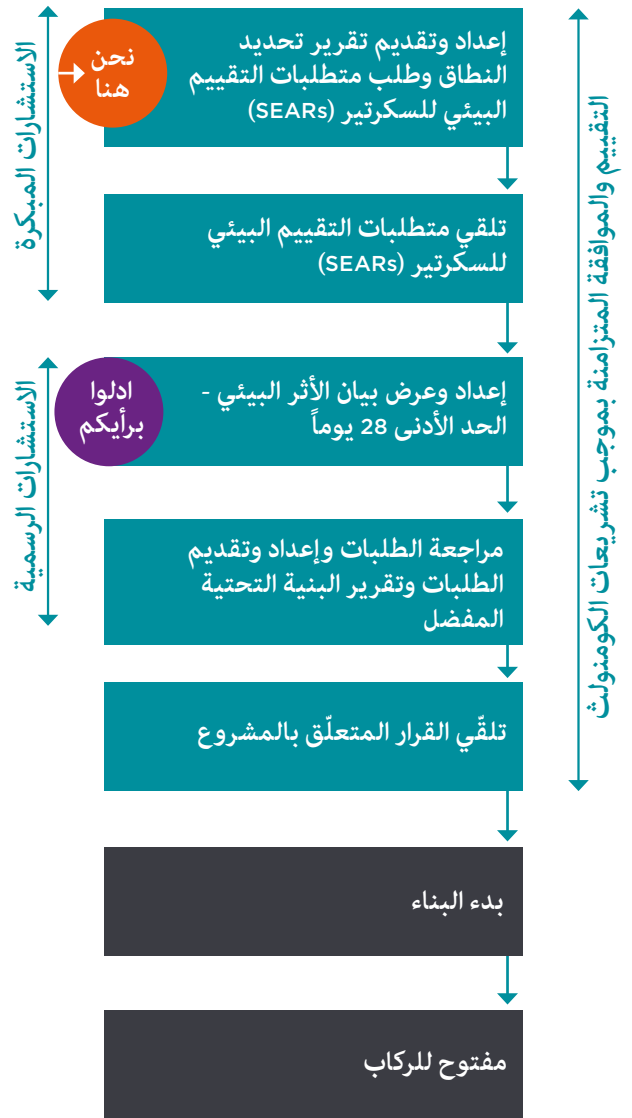 إعداد وتقديم تقرير تحديد
النطاق وطلب متطلبات التقييم
البيئي للسكرتير (SEARs)
نحن
هنا
الاستشارات المبكرة
التقييم والموافقة المتزامنة بموجب تشريعات الكومنولث
تلقي متطلبات التقييم البيئي
للسكرتير (SEARs)
إعداد وعرض بيان الأثر البيئي -
الحد الأدنى 28 يوماً
ادلوا
برأيكم
الاستشارات الرسمية
مراجعة الطلبات وإعداد وتقديم
الطلبات وتقرير البنية التحتية
المفضل
تلقّي القرار المتعلّق بالمشروع
بدء البناء
مفتوح للركاب